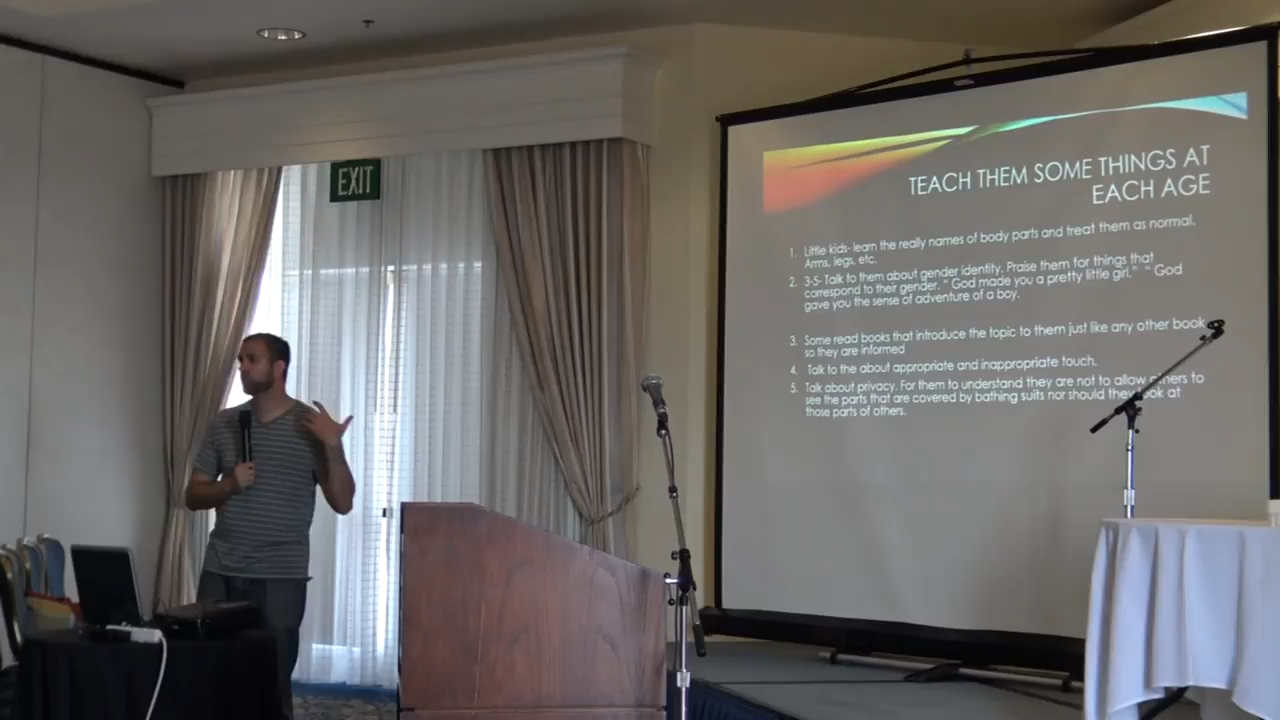 EXIT
TEACH THEM SOME THINGS AT
EACH AGE
1. Little kids- learn the really names of body parts and treat them as normal.
Arms, legs, etc.
2. 3-5- Talk to them about gender identity. Praise them for things that
correspond to their gender. " God made you a pretty little girl." " God
gave you the sense of adventure of a boy.
3. Some read books that introduce the topic to them just like any other book
so they are informed
4. Talk to the about appropriate and inappropriate touch.
5. Talk about privacy. For them to understand they are not to allow others to
see the parts that are covered by bathing suits nor should they look at
those parts of others.